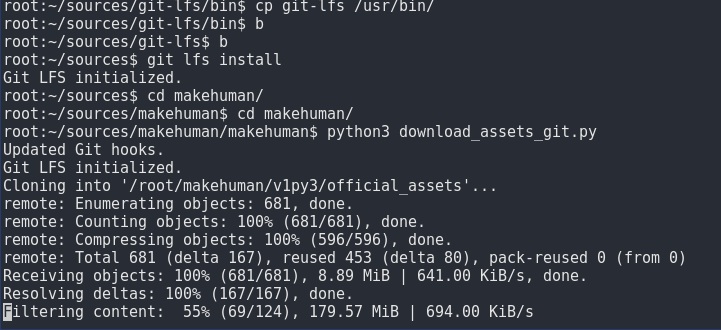 root:~/sources/git-lfs/bin$ cp git-lfs /usr/bin/
root:~/sources/git-lfs/bin$ b
root:~/sources/git-lfs$ b
root:~/sources$ git lfs install
Git LFS initialized.
root:~/sources$ cd makehuman/
root:~/sources/makehuman$ cd makehuman/
root:~/sources/makehuman/makehuman$ python3 download_assets_git.py
Updated Git hooks.
Git LFS initialized.
Cloning into '/root/makehuman/v1py3/official_assets'...
remote: Enumerating objects: 681, done.
remote: Counting objects: 100% (681/681), done.
remote: Compressing objects: 100% (596/596), done.
remote: Total 681 (delta 167), reused 453 (delta 80), pack-reused 0 (from 0)
Receiving objects: 100% (681/681), 8.89 MiB | 641.00 KiB/s, done.
Resolving deltas: 100% (167/167), done.
Filtering content:  55% (69/124), 179.57 MiB | 694.00 KiB/s